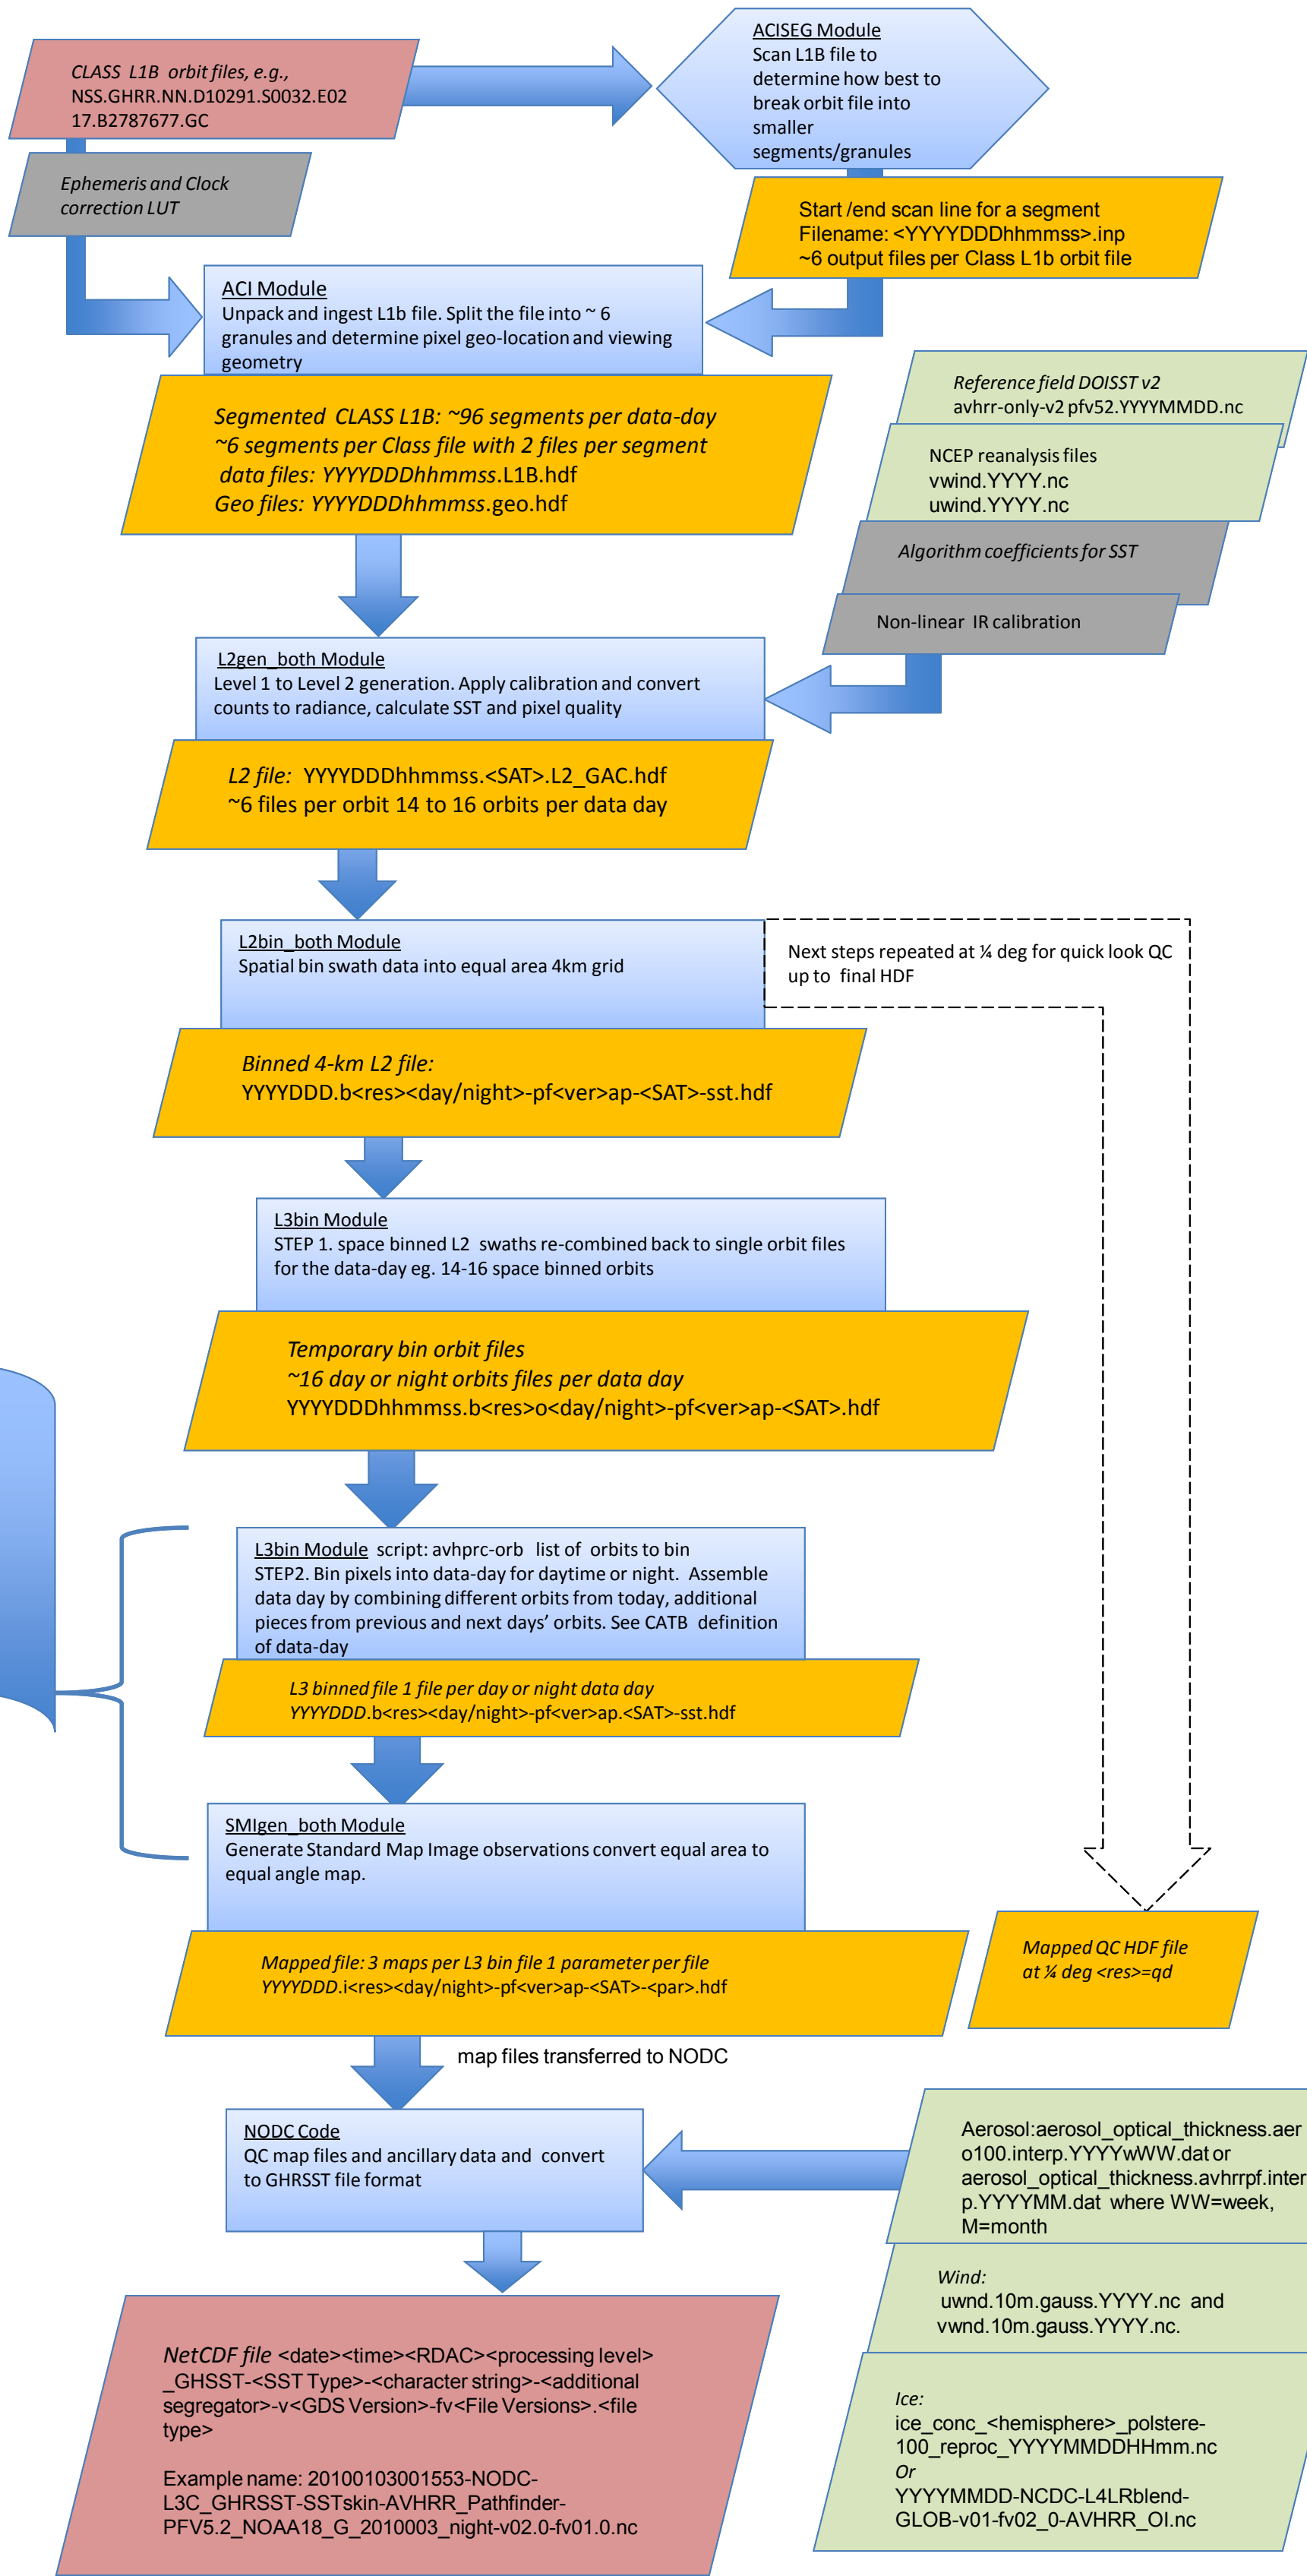 CLASS L1B orbit files, e.g.,
NSS.GHRR.NN.D10291.S0032.E02
17.B2787677.GC
ACISEG Module
Scan L1B file to
determine how best to
break orbit file into
smaller
segments/granules
Ephemeris and Clock
correction LUT
Start /end scan line for a segment
Filename: <YYYYDDDhhmmss>.inp
~6 output files per Class L1b orbit file
ACI Module
Unpack and ingest L1b file. Split the file into ~ 6
granules and determine pixel geo-location and viewing
geometry
Segmented CLASS L1B: ~96 segments per data-day
~6 segments per Class file with 2 files per segment
data files: YYYYDDDhhmmss.L1B.hdf
Geo files: YYYYDDDhhmmss.geo.hdf
Reference field DOISST v2
avhrr-only-v2 pfv52.YYYYMMDD.nc
NCEP reanalysis files
vwind.YYYY.nc
uwind.YYYY.nc
Algorithm coefficients for SST
Non-linear IR calibration
L2gen_both Module
Level 1 to Level 2 generation. Apply calibration and convert
counts to radiance, calculate SST and pixel quality
L2 file: YYYYDDDhhmmss.<SAT>.L2_GAC.hdf
~6 files per orbit 14 to 16 orbits per data day
L2bin_both Module
Spatial bin swath data into equal area 4km grid
Next steps repeated at ¼ deg for quick look QC
up to final HDF
Binned 4-km L2 file:
YYYYDDD.b<res><day/night>-pf<ver>ap-<SAT>-sst.hdf
L3bin Module
STEP 1. space binned L2 swaths re-combined back to single orbit files
for the data-day eg. 14-16 space binned orbits
Temporary bin orbit files
~16 day or night orbits files per data day
YYYYDDDhhmmss.b<res>o<day/night>-pf<ver>ap-<SAT>.hdf
L3bin Module script: avhprc-orb list of orbits to bin
STEP2. Bin pixels into data-day for daytime or night. Assemble
data day by combining different orbits from today, additional
pieces from previous and next days' orbits. See CATB definition
of data-day
L3 binned file 1 file per day or night data day
YYYYDDD.b<res><day/night>-pf<ver>ap.<SAT>-sst.hdf
SMIgen_both Module
Generate Standard Map Image observations convert equal area to
equal angle map.
Mapped file: 3 maps per L3 bin file 1 parameter per file
YYYYDDD.i<res><day/night>-pf<ver>ap-<SAT>-<par>.hdf
Mapped QC HDF file
at ¼ deg <res>=qd
map files transferred to NODC
NODC Code
QC map files and ancillary data and convert
to GHRSST file format
Aerosol:aerosol_optical_thickness.aer
o100.interp.YYYYwWW.dat or
aerosol_optical_thickness.avhrrpf.inter
p.YYYYMM.dat where WW=week,
M=month
Wind:
uwnd.10m.gauss.YYYY.nc and
vwnd.10m.gauss.YYYY.nc.
Ice:
ice_conc_<hemisphere>_polstere-
100_reproc_YYYYMMDDHHmm.nc
Or
YYYYMMDD-NCDC-L4LRblend-
GLOB-v01-fv02_0-AVHRR_OI.nc
NetCDF file <date><time><RDAC><processing level>
_GHSST-<SST Type>-<character string>-<additional
segregator>-v<GDS Version>-fv<File Versions>.<file
type>
Example name: 20100103001553-NODC-
L3C_GHRSST-SSTskin-AVHRR_Pathfinder-
PFV5.2_NOAA18_G_2010003_night-v02.0-fv01.0.nc